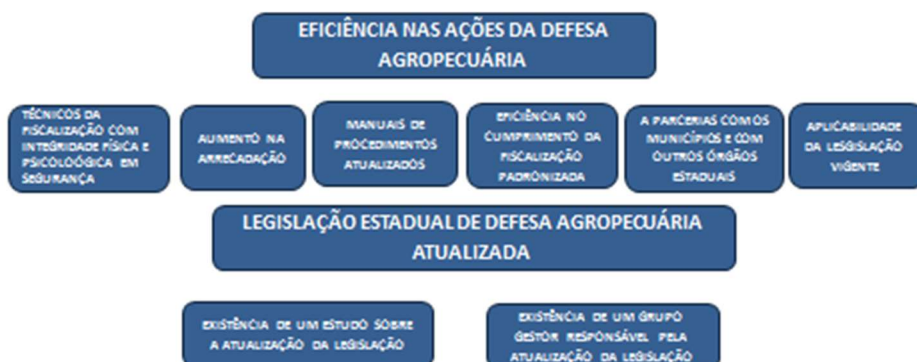 EFICIÊNCIA NAS AÇÕES DA DEFESA
AGROPECUÁRIA
TÉCNICOS DA
FISCALIZAÇÃO COM
INTEGRIDADE FÍSICA E
PSICOLOÓGICA EM
SEGURANÇA
AUMENTO NA
ARRECADAÇÃO
MANUAIS DE
PROCEDIMENTOS
ATUALIZADOS
EFICIÊNCIA NO
CUMPRIMENTO DA
FISCALIZAÇÃO
PADRONIZADA
A PARCERIAS COM OS
MUNICÍPIOS E COM
OUTROS ÓRGÃOS
ESTADUAIS
APLICABILIDADE
DA LESGISLAÇÃO
VIGENTE
LEGISLAÇÃO ESTADUAL DE DEFESA AGROPECUÁRIA
ATUALIZADA
EXISTÊNCIA DE UM ESTUDO SOBRE
A ATUALIZAÇÃO DA LEGISLAÇÃO
EXISTÊNCIA DE UM GRUPO
GESTOR RESPONSÁVEL PELA
ATUALIZAÇÃO DA LEGISLAÇÃO